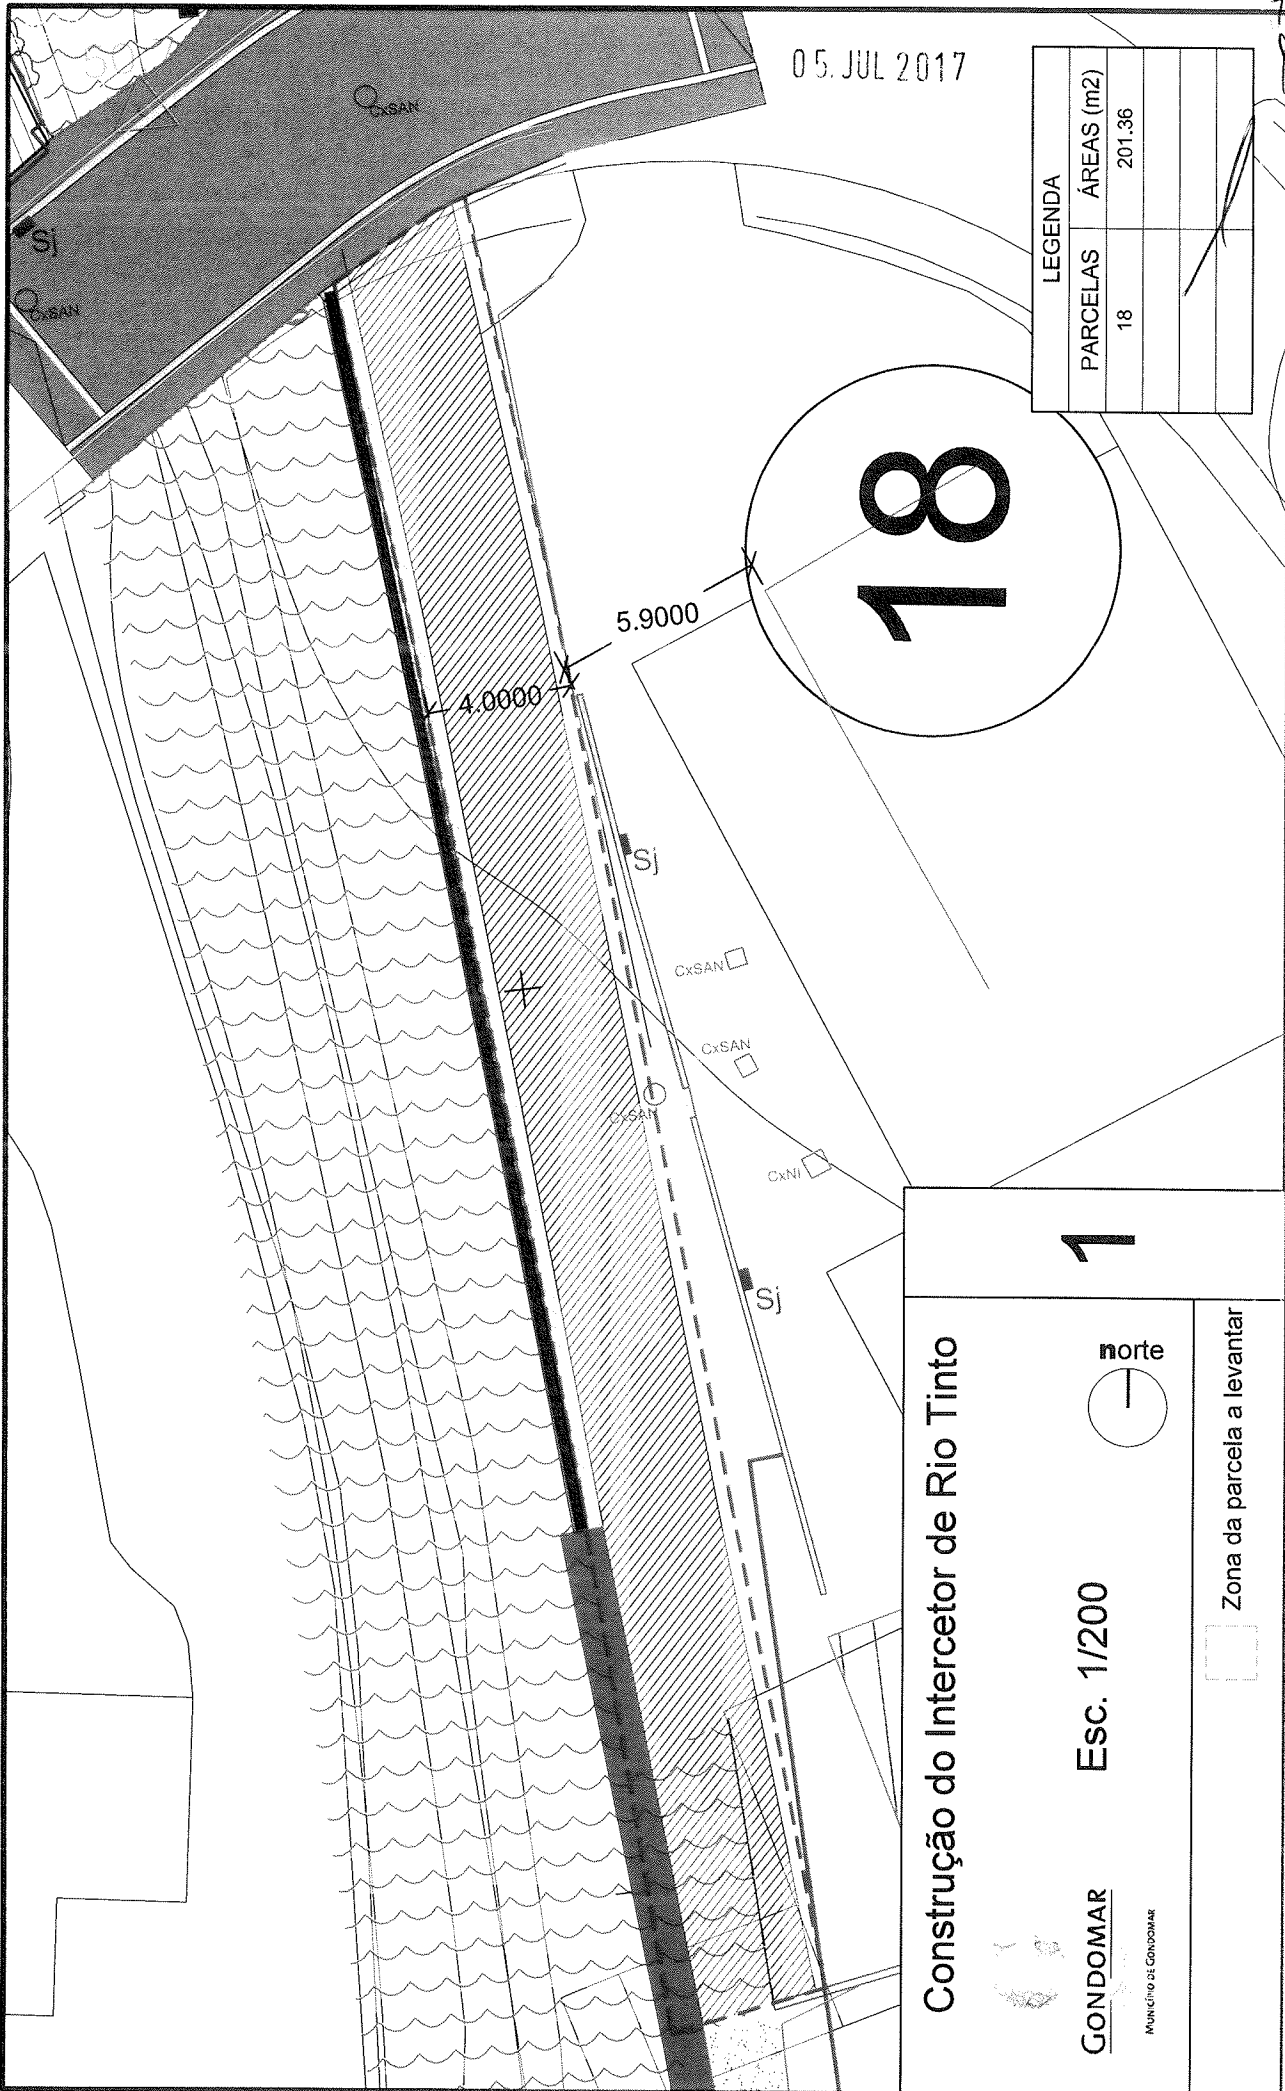 05. JUL 2017
LEGENDA
PARCELAS ÁREAS (m2)
18 201.36
CxSAN
Sj
CxSAN
18
5.9000
4.0000
Sj
CxSAN
CxSAN
CxSAN
CxNI
Sj
1
Construção do Intercetor de Rio Tinto
norte
Esc. 1/200
GONDOMAR
MUNICÍPIO DE GONDOMAR
Zona da parcela a levantar